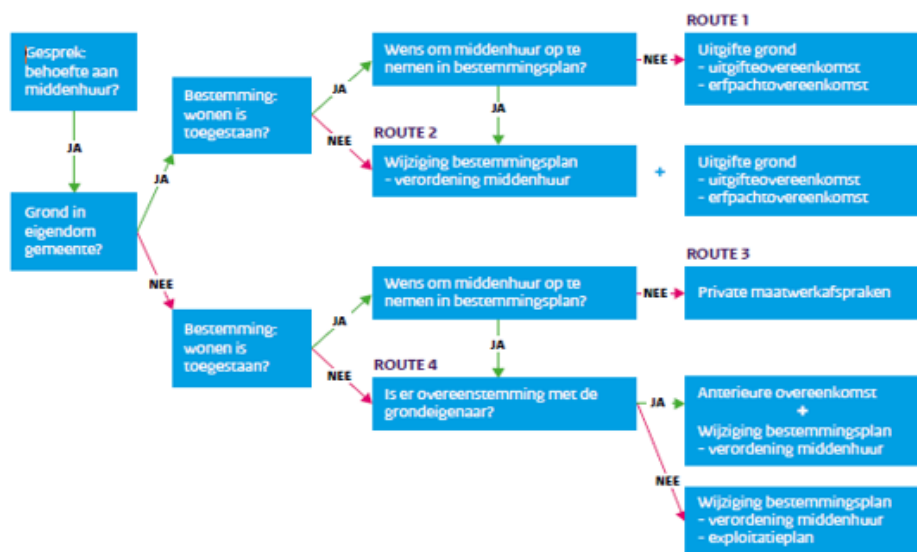 Gesprek:
behoefte aan
middenhuur?
JA
Grond in
eigendom
gemeente?
JA
NEE
Bestemming:
wonen is
toegestaan?
JA
NEE
Wens om middenhuur op te
nemen in bestemmingsplan?
NEE
JA
ROUTE 1
Uitgifte grond
- uitgifteovereenkomst
- erfpachtovereenkomst
ROUTE 2
Wijziging bestemmingsplan
- verordening middenhuur
+
Uitgifte grond
- uitgifteovereenkomst
- erfpachtovereenkomst
Bestemming:
wonen is
toegestaan?
JA
NEE
Wens om middenhuur op te
nemen in bestemmingsplan?
NEE
JA
ROUTE 3
Private maatwerkafspraken
ROUTE 4
Is er overeenstemming met de
grondeigenaar?
JA
NEE
Anterieure overeenkomst
+
Wijziging bestemmingsplan
- verordening middenhuur
Wijziging bestemmingsplan
- verordening middenhuur
- exploitatieplan